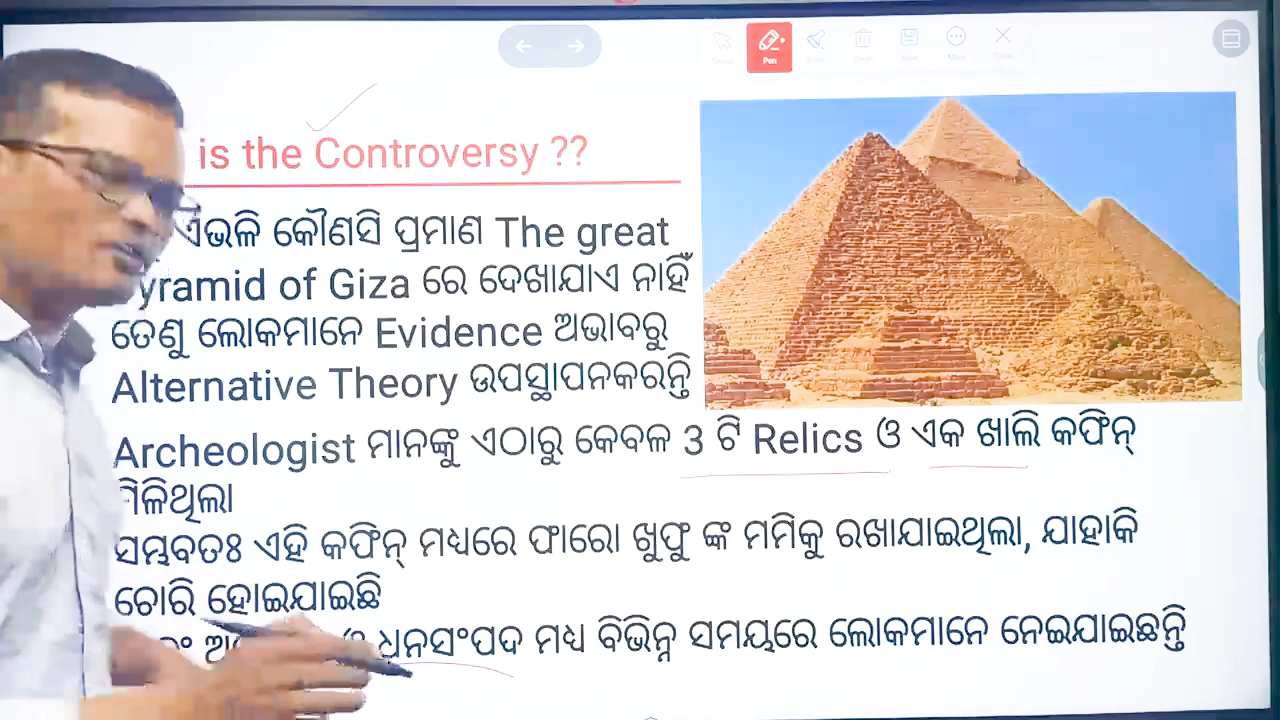 Pen
is the Controversy ??
ଏଭଳି କୌଣସି ପ୍ରମାଣ The great
yramid of Giza ରେ ଦେଖାଯାଏ ନାହିଁ
ତେଣୁ ଲୋକମାନେ Evidence ଅଭାବରୁ
Alternative Theory ଉପସ୍ଥାପନକରନ୍ତି
Archeologist ମାନଙ୍କୁ ଏଠାରୁ କେବଳ 3 ଟି Relics ଓ ଏକ ଖାଲି କଫିନ୍
ମିଳିଥିଲା
ସମ୍ଭବତଃ ଏହି କଫିନ୍ ମଧ୍ୟରେ ଫାରୋ ଖୁଫୁ ଙ୍କ ମମିକୁ ରଖାଯାଇଥିଲା, ଯାହାକି
ଚୋରି ହୋଇଯାଇଛି
ଧନସଂପଦ ମଧ୍ୟ ବିଭିନ୍ନ ସମୟରେ ଲୋକମାନେ ନେଇଯାଇଛନ୍ତି